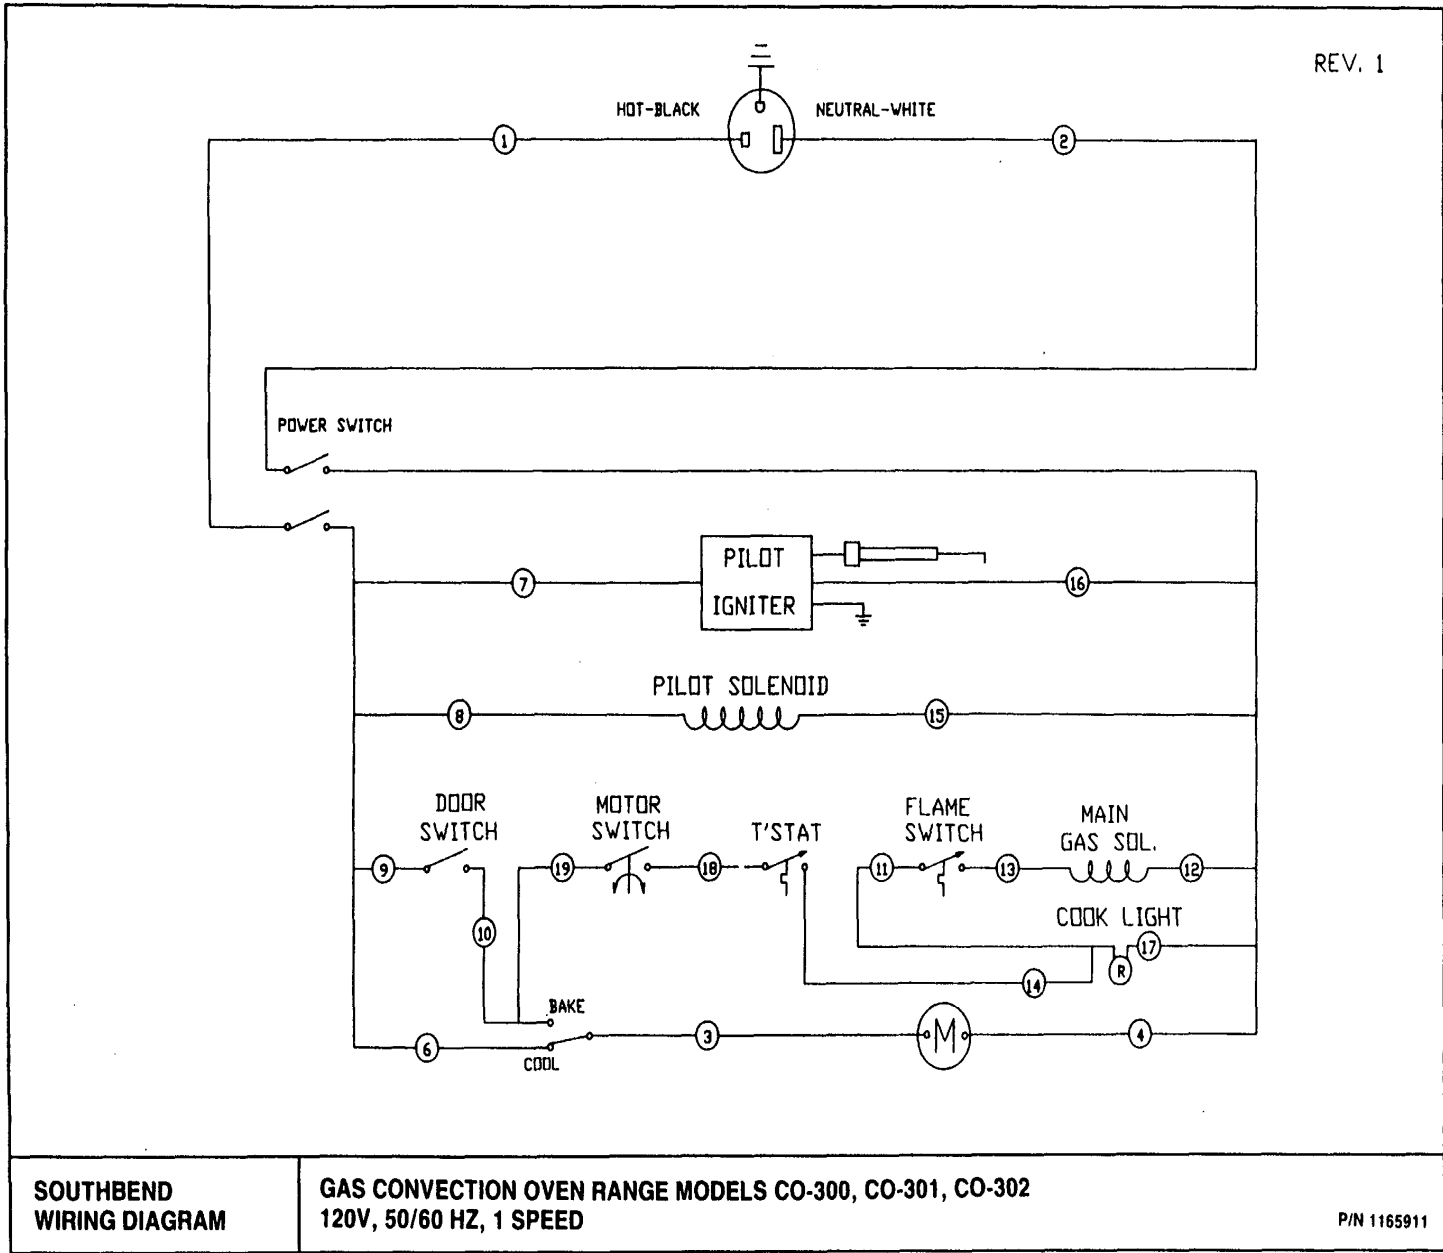 REV. 1
HOT-BLACK
NEUTRAL-WHITE
1
2
POWER SWITCH
PILOT
IGNITER
7
16
PILOT SOLENOID
8
15
DOOR
SWITCH
MOTOR
SWITCH
T'STAT
FLAME
SWITCH
MAIN
GAS SOL.
9
19
18
11
13
12
COOK LIGHT
10
17
R
14
BAKE
6
COOL
3
M
4
SOUTHBEND
WIRING DIAGRAM
GAS CONVECTION OVEN RANGE MODELS CO-300, CO-301, CO-302
120V, 50/60 HZ, 1 SPEED
P/N 1165911